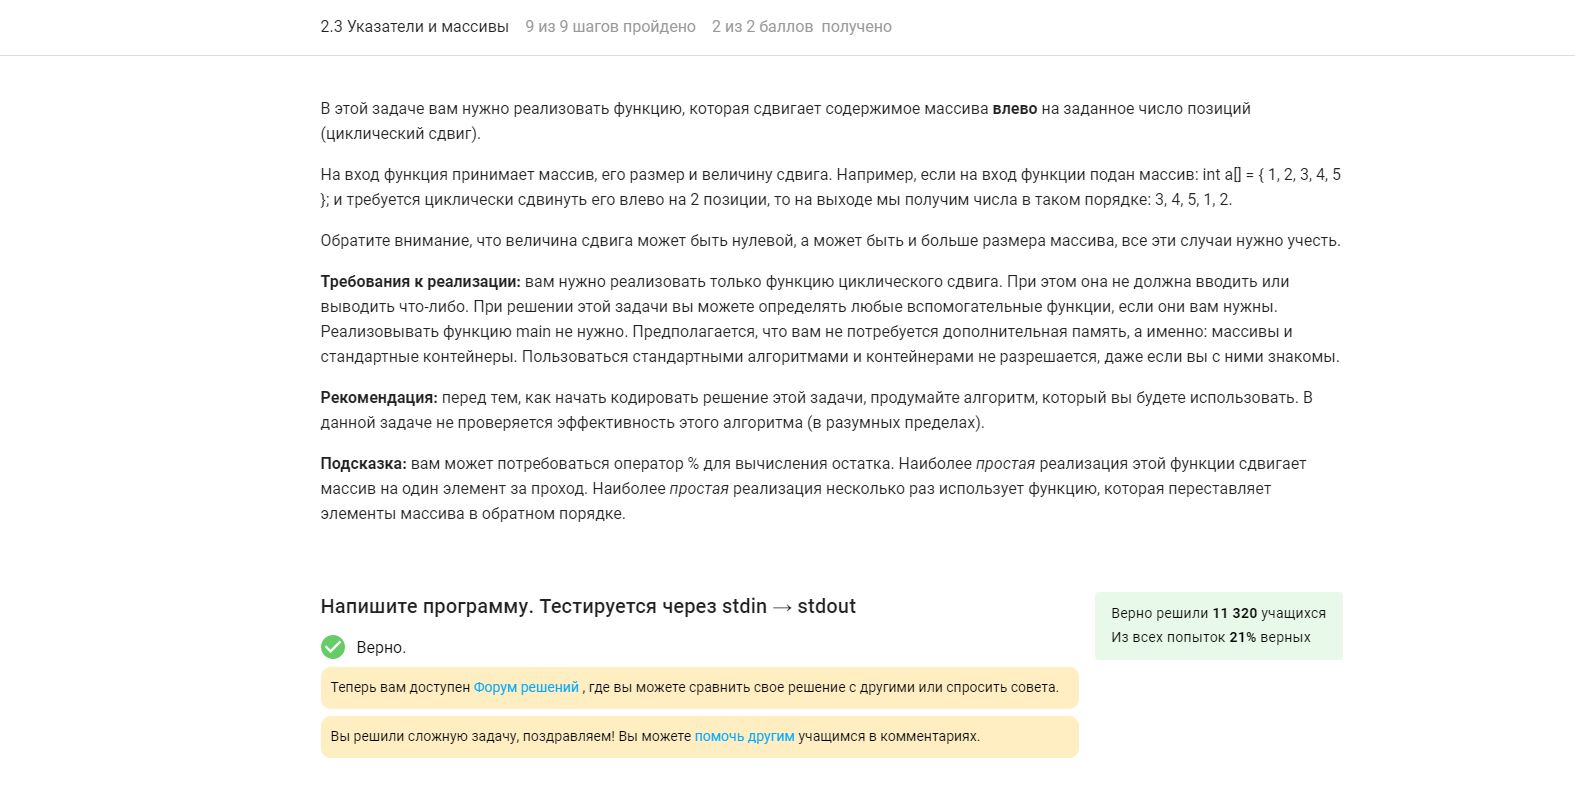 2.3 Указатели и массивы 9 из 9 шагов пройдено 2 из 2 баллов получено
В этой задаче вам нужно реализовать функцию, которая сдвигает содержимое массива влево на заданное число позиций
(циклический сдвиг).
На вход функция принимает массив, его размер и величину сдвига. Например, если на вход функции подан массив: int a[] = { 1, 2, 3, 4, 5
}; и требуется циклически сдвинуть его влево на 2 позиции, то на выходе мы получим числа в таком порядке: 3, 4, 5, 1, 2.
Обратите внимание, что величина сдвига может быть нулевой, а может быть и больше размера массива, все эти случаи нужно учесть.
Требования к реализации: вам нужно реализовать только функцию циклического сдвига. При этом она не должна вводить или
выводить что-либо. При решении этой задачи вы можете определять любые вспомогательные функции, если они вам нужны.
Реализовывать функцию main не нужно. Предполагается, что вам не потребуется дополнительная память, а именно: массивы и
стандартные контейнеры. Пользоваться стандартными алгоритмами и контейнерами не разрешается, даже если вы с ними знакомы.
Рекомендация: перед тем, как начать кодировать решение этой задачи, продумайте алгоритм, который вы будете использовать. В
данной задаче не проверяется эффективность этого алгоритма (в разумных пределах).
Подсказка: вам может потребоваться оператор % для вычисления остатка. Наиболее простая реализация этой функции сдвигает
массив на один элемент за проход. Наиболее простая реализация несколько раз использует функцию, которая переставляет
элементы массива в обратном порядке.
Напишите программу. Тестируется через stdin → stdout
Верно.
Теперь вам доступен Форум решений , где вы можете сравнить свое решение с другими или спросить совета.
Вы решили сложную задачу, поздравляем! Вы можете помочь другим учащимся в комментариях.
Верно решили 11 320 учащихся
Из всех попыток 21% верных